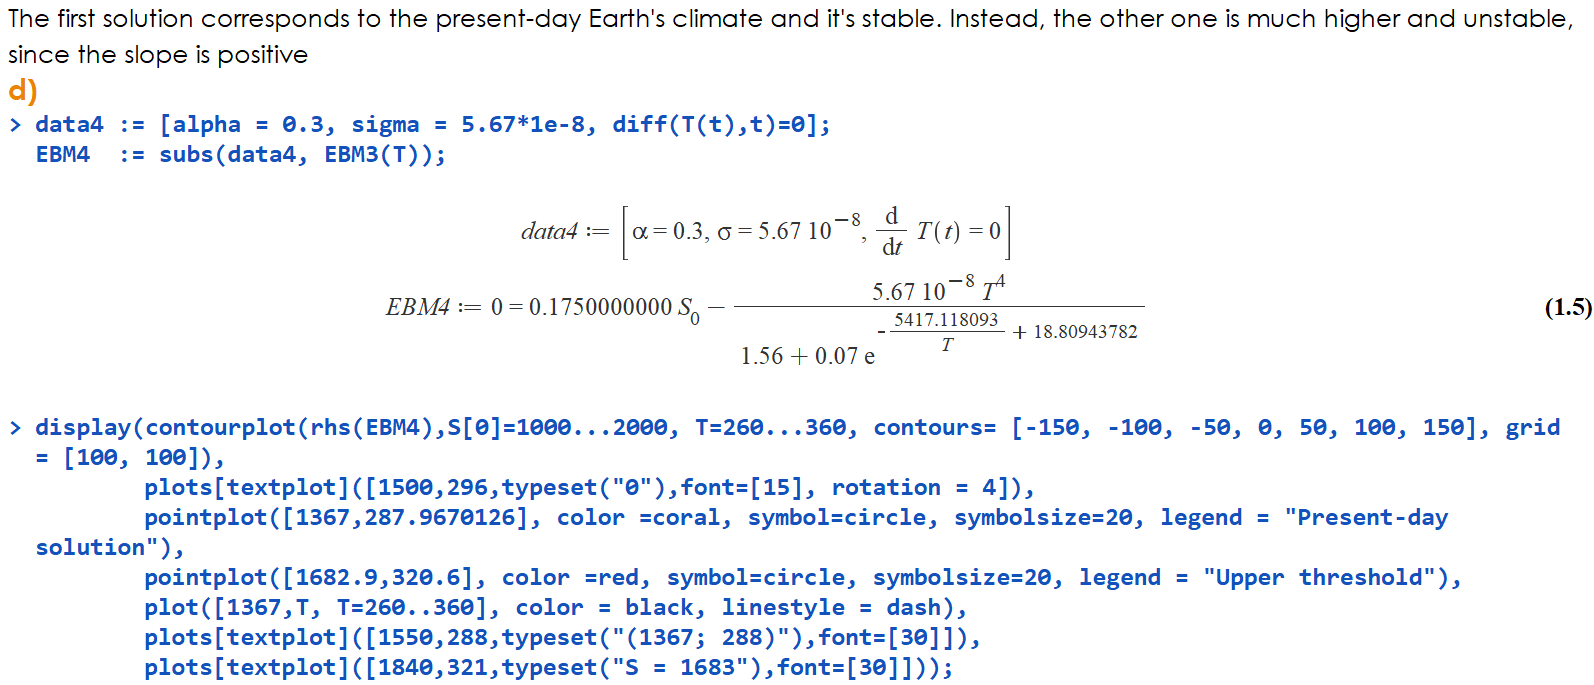 The first solution corresponds to the present-day Earth's climate and it's stable. Instead, the other one is much higher and unstable,
since the slope is positive
d)
> data4 := [alpha = 0.3, sigma = 5.67*1e-8, diff(T(t),t)=0];
EBM4 := subs(data4, EBM3(T));
data4 := [α = 0.3, σ = 5.67 10^−8, d/dt T(t) = 0]
EBM4 := 0 = 0.1750000000 S_0 − (5.67 10^−8 T^4)/(1.56 + 0.07 e^(-5417.118093/T + 18.80943782)) (1.5)
> display(contourplot(rhs(EBM4),S[0]=1000...2000, T=260...360, contours= [-150, -100, -50, 0, 50, 100, 150], grid
= [100, 100]),
plots[textplot]([1500,296,typeset("0"),font=[15], rotation = 4]),
pointplot([1367,287.9670126], color =coral, symbol=circle, symbolsize=20, legend = "Present-day
solution"),
pointplot([1682.9,320.6], color =red, symbol=circle, symbolsize=20, legend = "Upper threshold"),
plot([1367,T, T=260..360], color = black, linestyle = dash),
plots[textplot]([1550,288,typeset("(1367; 288)"),font=[30]]),
plots[textplot]([1840,321,typeset("S = 1683"),font=[30]]));